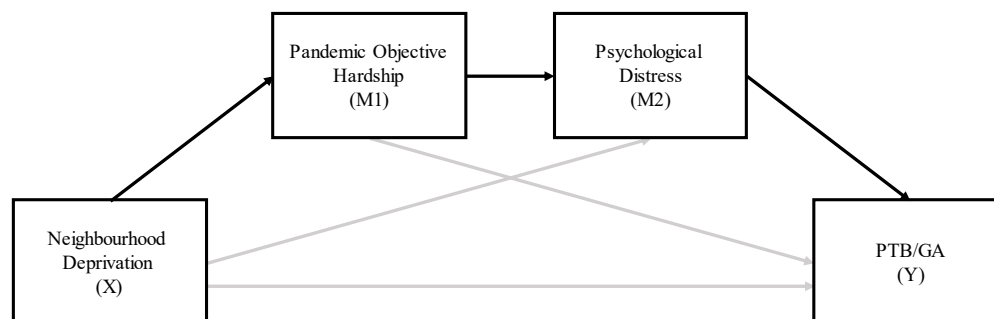 Pandemic Objective
Hardship
(M1)
Psychological
Distress
(M2)
Neighbourhood
Deprivation
(X)
PTB/GA
(Y)